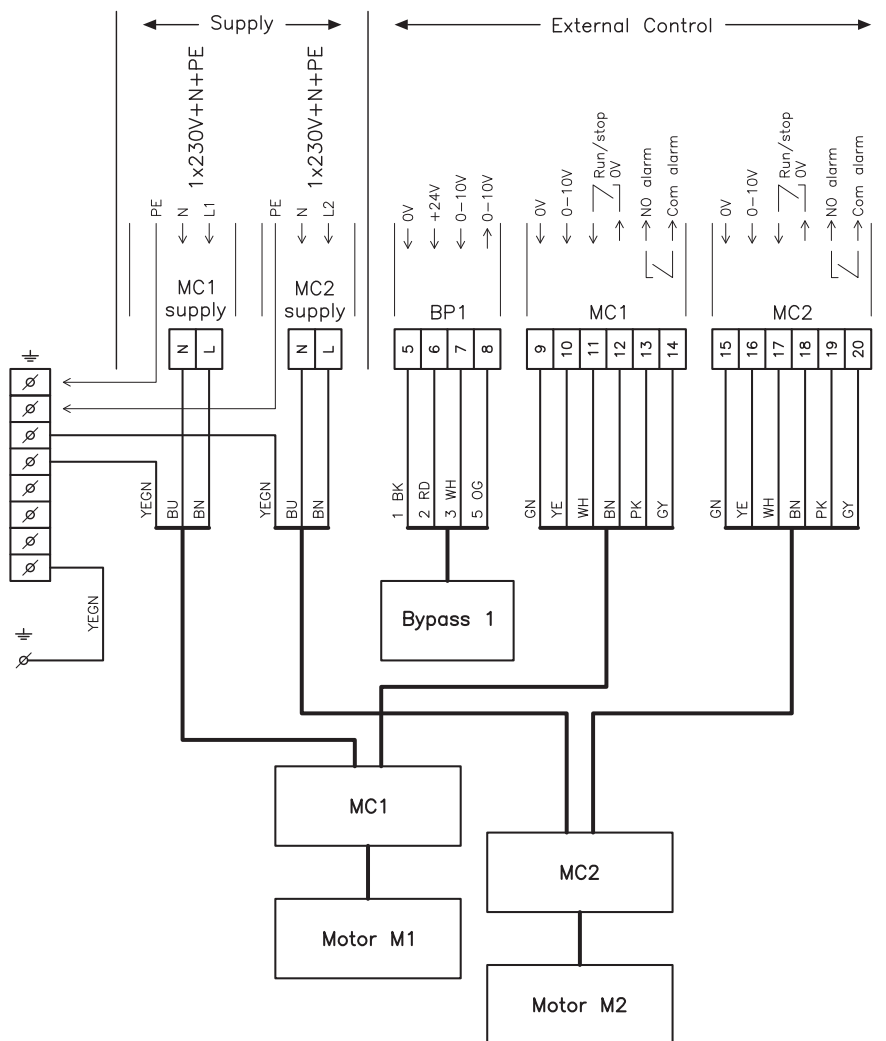 Supply
External Control
1x230V+N+PE
1x230V+N+PE
PE
N
L1
PE
N
L2
0V
+24V
0-10V
0-10V
0V
0-10V
Run/stop
0V
NO alarm
Com alarm
0V
0-10V
Run/stop
0V
NO alarm
Com alarm
MC1
supply
MC2
supply
BP1
MC1
MC2
N
L
N
L
5
6
7
8
9
10
11
12
13
14
15
16
17
18
19
20
YEGN
BU
BN
YEGN
BU
BN
1 BK
2 RD
3 WH
5 OG
GN
YE
WH
BN
PK
GY
GN
YE
WH
BN
PK
GY
YEGN
Bypass 1
MC1
MC2
Motor M1
Motor M2